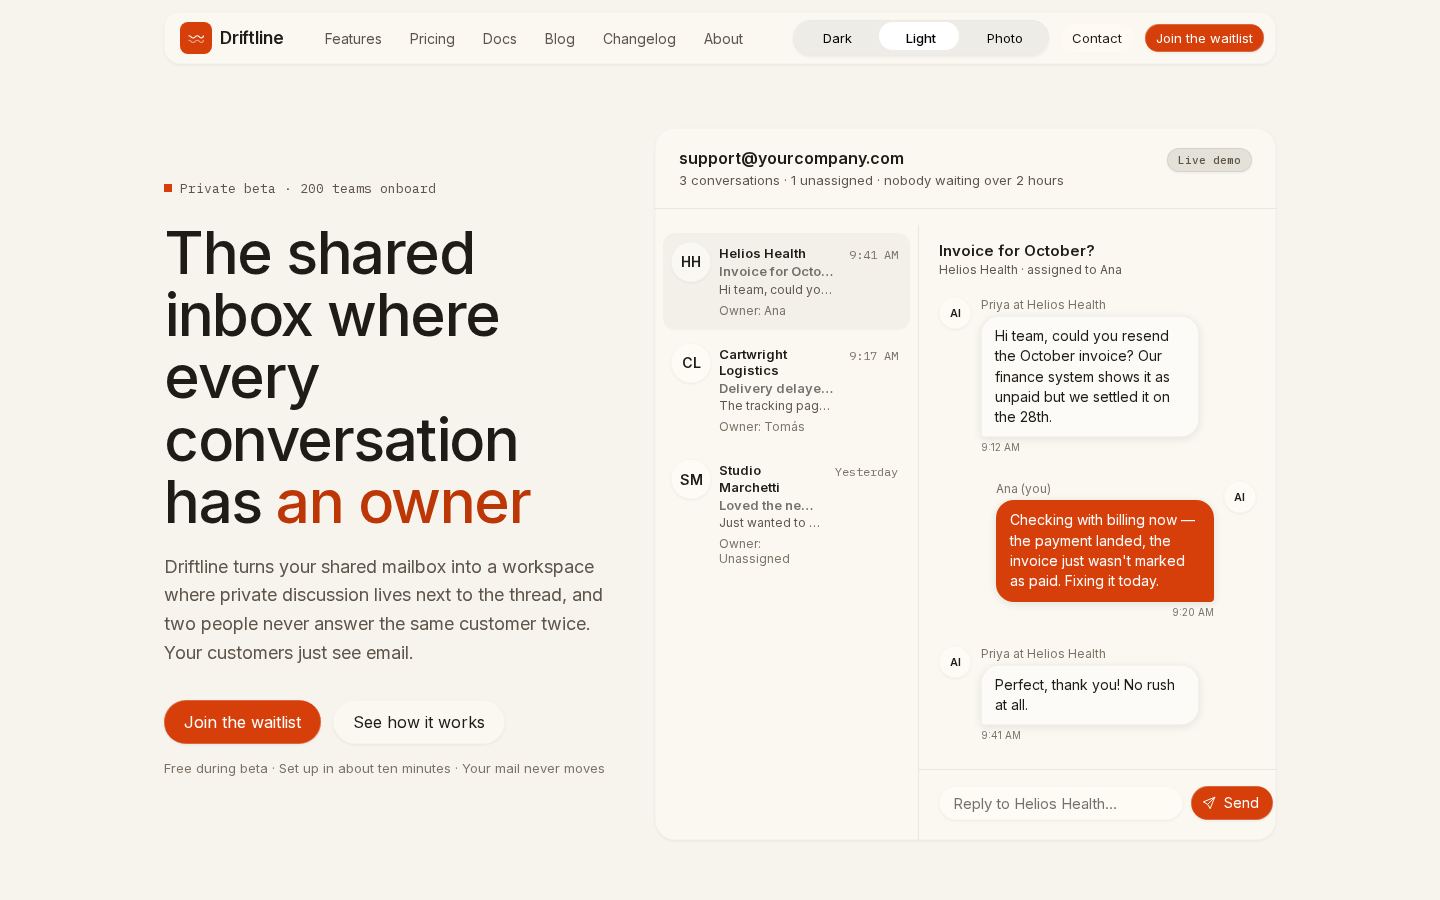 Driftline
Features
Pricing
Docs
Blog
Changelog
About
Dark
Light
Photo
Contact
Join the waitlist
Private beta · 200 teams onboard
The shared
inbox where
every
conversation
has an owner
Driftline turns your shared mailbox into a workspace
where private discussion lives next to the thread, and
two people never answer the same customer twice.
Your customers just see email.
Join the waitlist
See how it works
Free during beta · Set up in about ten minutes · Your mail never moves
support@yourcompany.com
3 conversations · 1 unassigned · nobody waiting over 2 hours
Live demo
HH
Helios Health
9:41 AM
Invoice for Octo…
Hi team, could yo…
Owner: Ana
CL
Cartwright
Logistics
9:17 AM
Delivery delaye…
The tracking pag…
Owner: Tomás
SM
Studio
Marchetti
Yesterday
Loved the ne…
Just wanted to …
Owner:
Unassigned
Invoice for October?
Helios Health · assigned to Ana
AI
Priya at Helios Health
Hi team, could you resend
the October invoice? Our
finance system shows it as
unpaid but we settled it on
the 28th.
9:12 AM
Ana (you)
AI
Checking with billing now —
the payment landed, the
invoice just wasn't marked
as paid. Fixing it today.
9:20 AM
AI
Priya at Helios Health
Perfect, thank you! No rush
at all.
9:41 AM
Reply to Helios Health…
Send